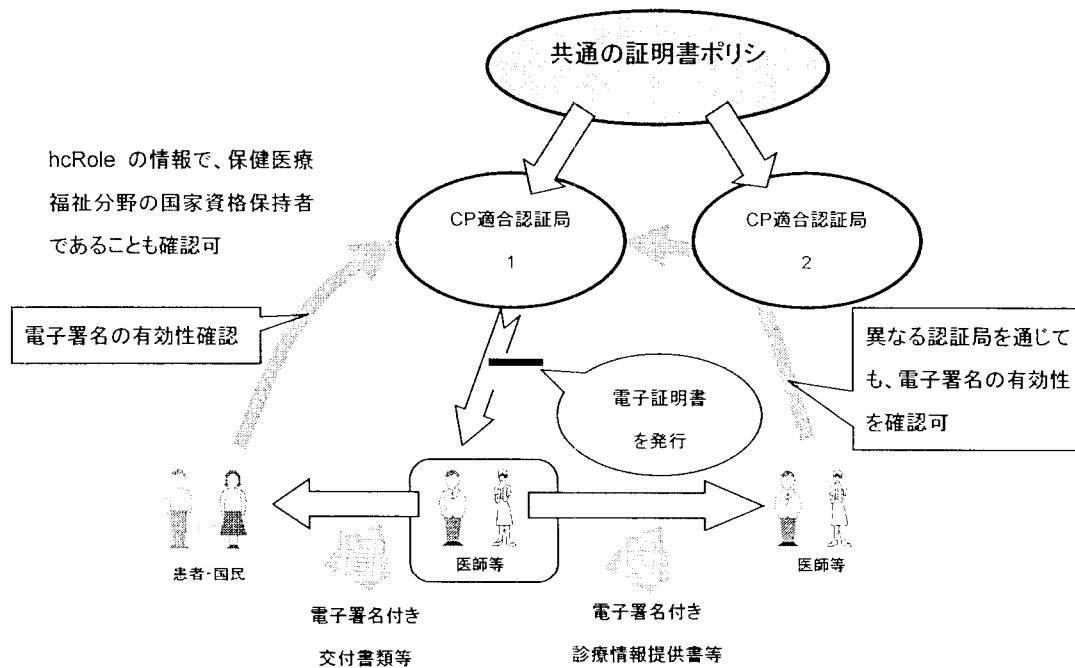 共通の証明書ポリシ
hcRole の情報で、保健医療
福祉分野の国家資格保持者
であることも確認可
CP適合認証局
1
CP適合認証局
2
電子署名の有効性確認
異なる認証局を通じて
も、電子署名の有効性
を確認可
電子証明書
を発行
患者・国民
医師等
医師等
電子署名付き
交付書類等
電子署名付き
診療情報提供書等